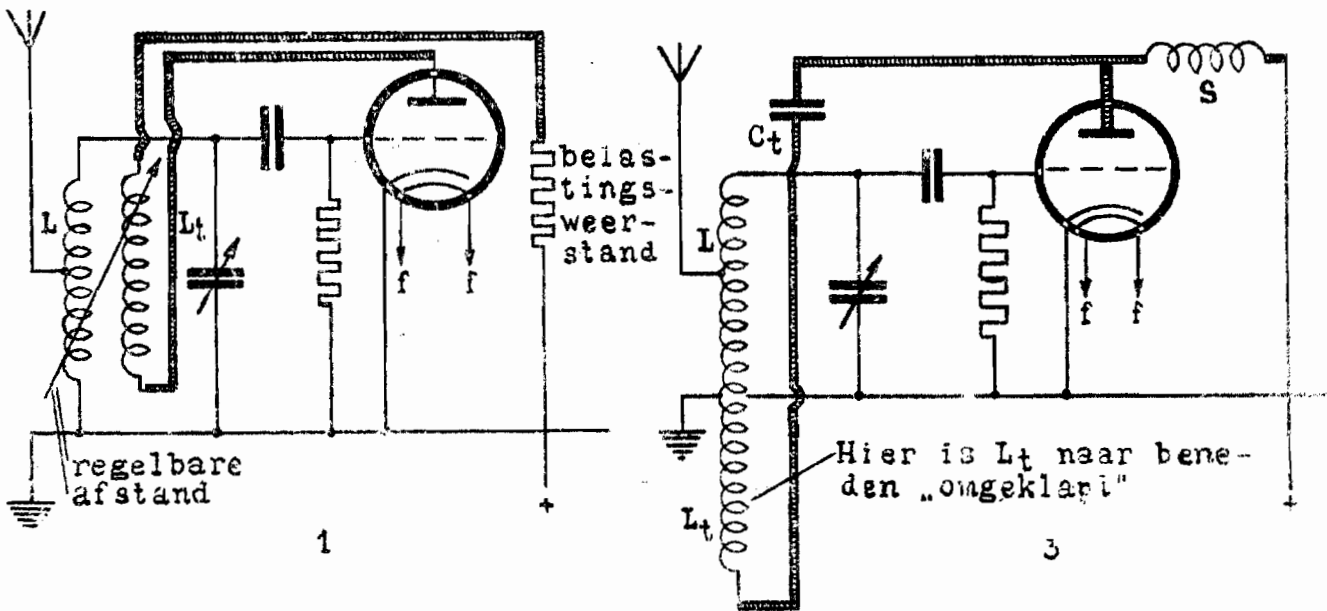 L
Lt
f
f
belas-
tings-
weer-
stand
regelbare
afstand
+
1
Ct
S
L
f
f
Hier is Lt naar bene-
den „omgeklapt"
Lt
+
3